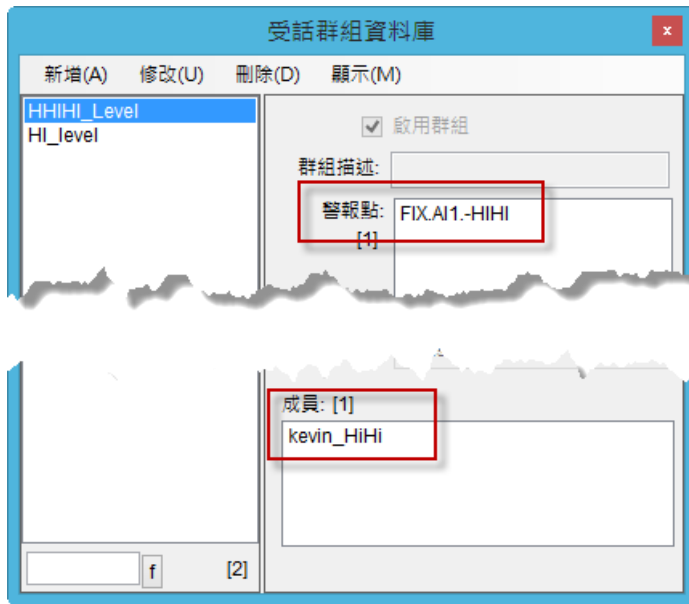 受話群組資料庫
x
新增(A) 修改(U) 刪除(D) 顯示(M)
HHIHI_Level
HI_level
啟用群組
群組描述:
警報點: FIX.AI1.-HIHI
[1]
成員: [1]
kevin_HiHi
f [2]